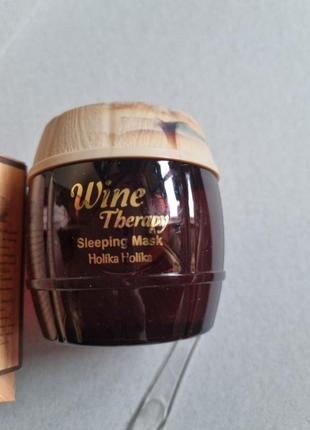 Wine
Therapy
Sleeping Mask
Holika Holika